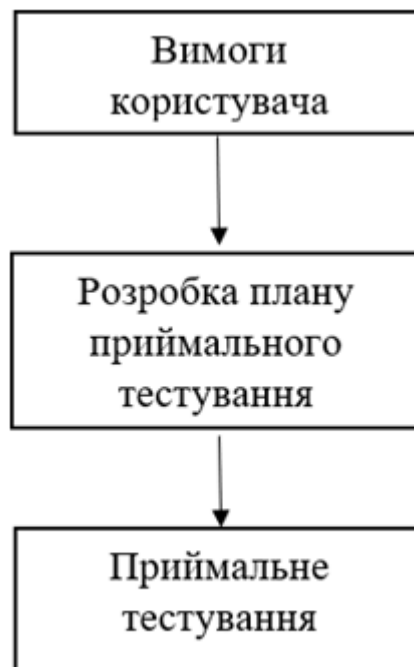 Вимоги
користувача
Розробка плану
приймального
тестування
Приймальне
тестування